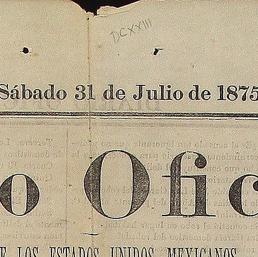 DCXXIII
Sábado 31 de Julio de 1875
o Ofic
E LOS ESTADOS UNIDOS MEXICANOS